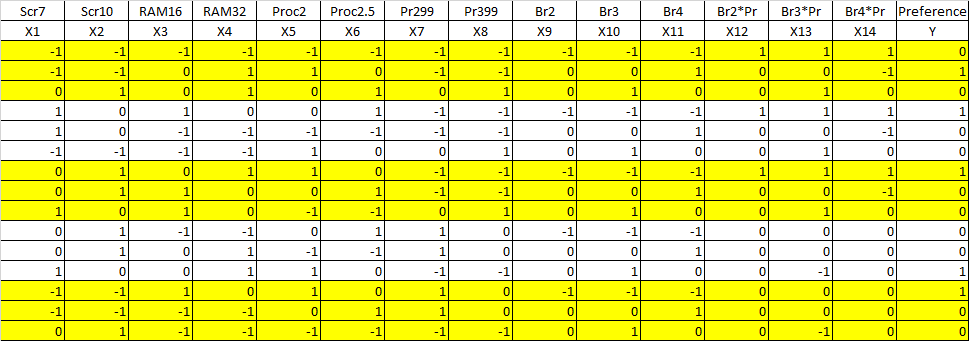 Scr7 Scr10 RAM16 RAM32 Proc2 Proc2.5 Pr299 Pr399 Br2 Br3 Br4 Br2*Pr Br3*Pr Br4*Pr Preference
X1 X2 X3 X4 X5 X6 X7 X8 X9 X10 X11 X12 X13 X14 Y
-1 -1 -1 -1 -1 -1 -1 -1 -1 -1 -1 1 1 1 0
-1 -1 0 1 1 0 -1 -1 0 0 1 0 0 -1 1
0 1 0 1 0 1 0 1 0 1 0 0 1 0 0
1 0 1 0 0 1 -1 -1 -1 -1 -1 1 1 1 1
1 0 -1 -1 -1 -1 -1 -1 0 0 1 0 0 -1 0
-1 -1 -1 -1 1 0 0 1 0 1 0 0 1 0 0
0 1 0 1 1 0 -1 -1 -1 -1 -1 1 1 1 1
0 1 1 0 0 1 -1 -1 0 0 1 0 0 -1 0
1 0 1 0 -1 -1 0 1 0 1 0 0 1 0 0
0 1 -1 -1 0 1 1 0 -1 -1 -1 0 0 0 0
0 1 0 1 -1 -1 1 0 0 0 1 0 0 0 0
1 0 0 1 1 0 -1 -1 0 1 0 0 -1 0 1
-1 -1 1 0 1 0 1 0 -1 -1 -1 0 0 0 1
-1 -1 -1 -1 0 1 1 0 0 0 1 0 0 0 0
0 1 -1 -1 -1 -1 -1 -1 0 1 0 0 -1 0 0